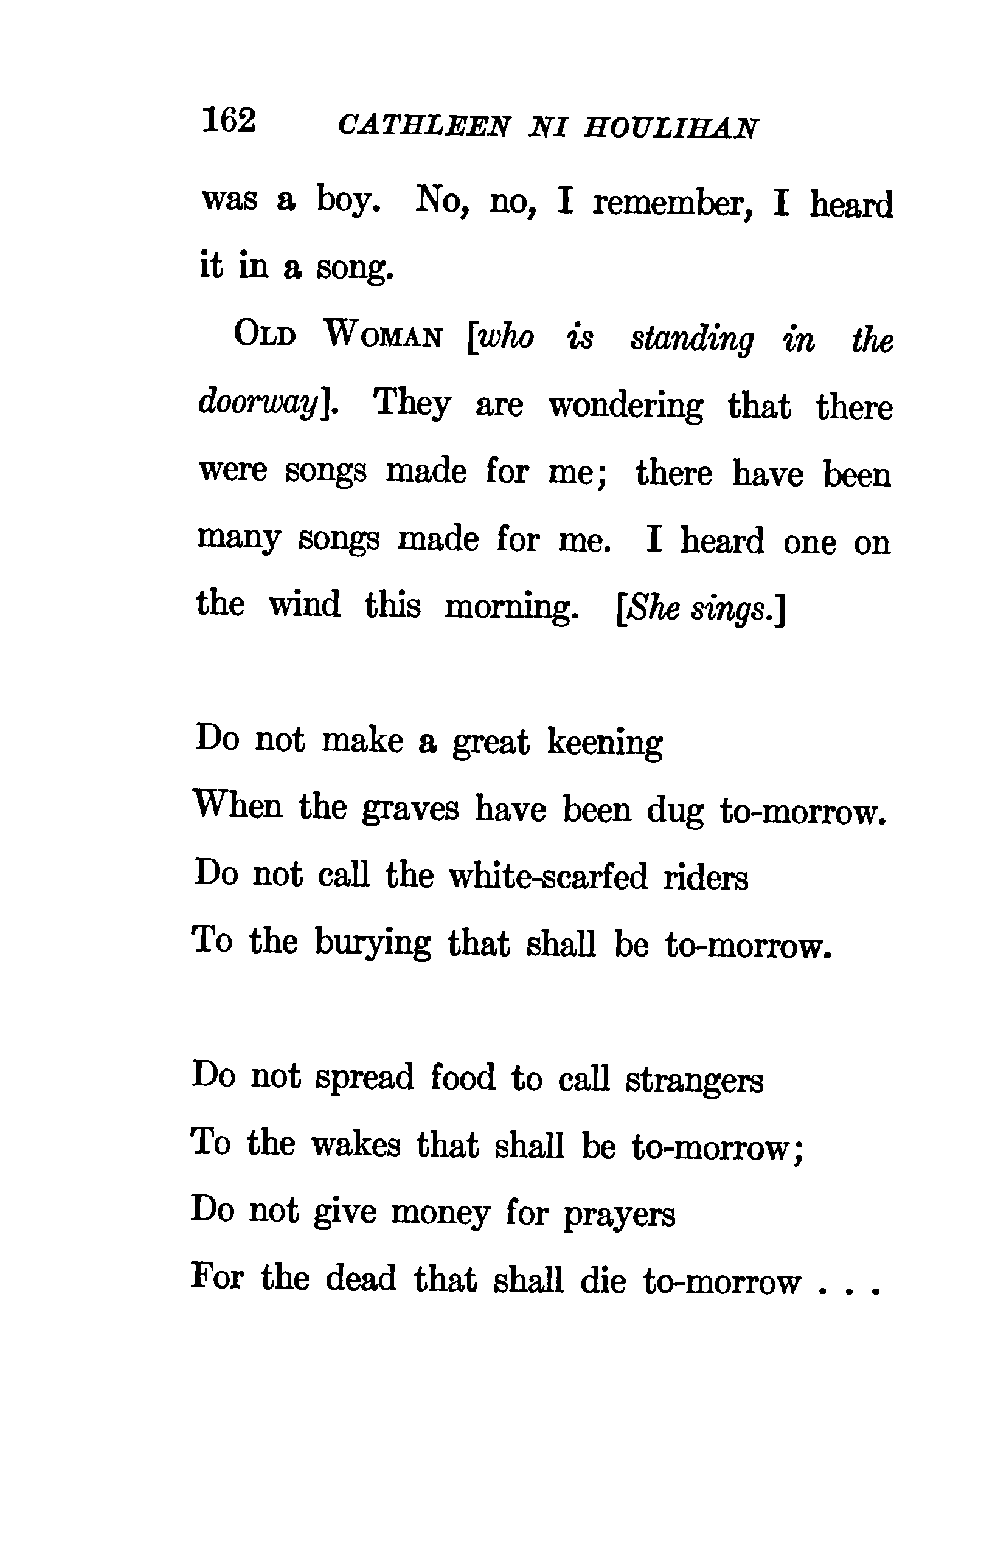 162 CATHLEEN NI HOULIHAN
was a boy. No, no, I remember, I heard
it in a song.
OLD WOMAN [who is standing in the
doorway]. They are wondering that there
were songs made for me; there have been
many songs made for me. I heard one on
the wind this morning. [She sings.]
Do not make a great keening
When the graves have been dug to-morrow.
Do not call the white-scarfed riders
To the burying that shall be to-morrow.
Do not spread food to call strangers
To the wakes that shall be to-morrow;
Do not give money for prayers
For the dead that shall die to-morrow . . .